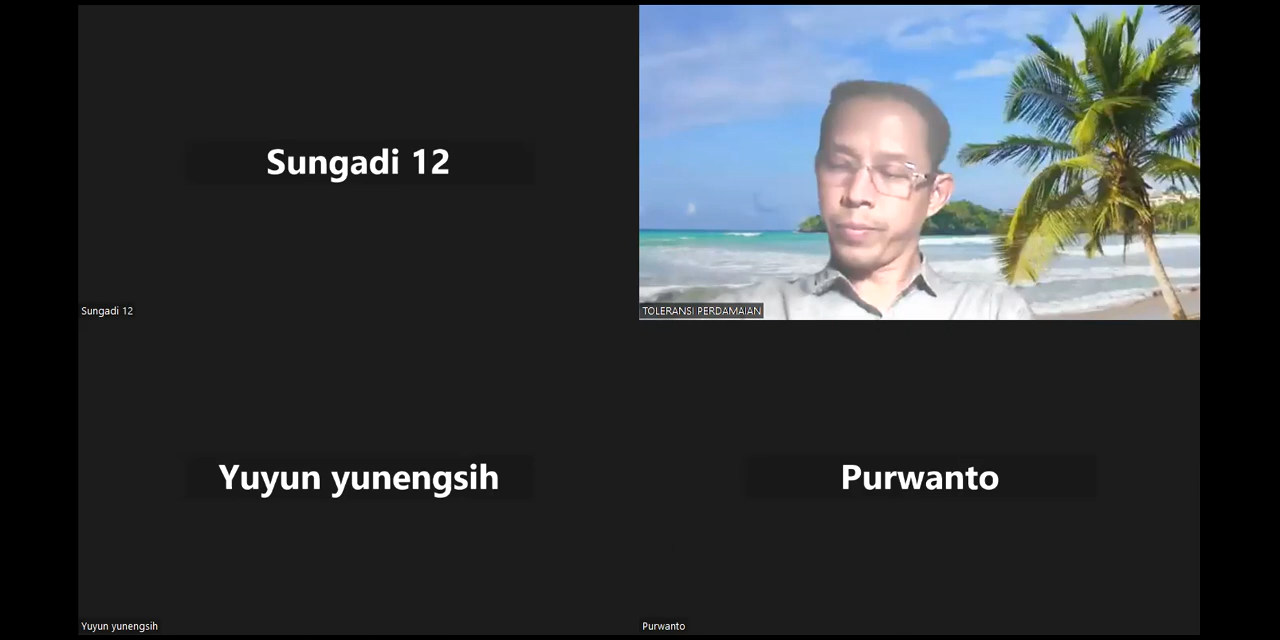 Sungadi 12
Sungadi 12
TOLERANSI PERDAMAIAN
Yuyun yunengsih
Purwanto
Yuyun yunengsih
Purwanto